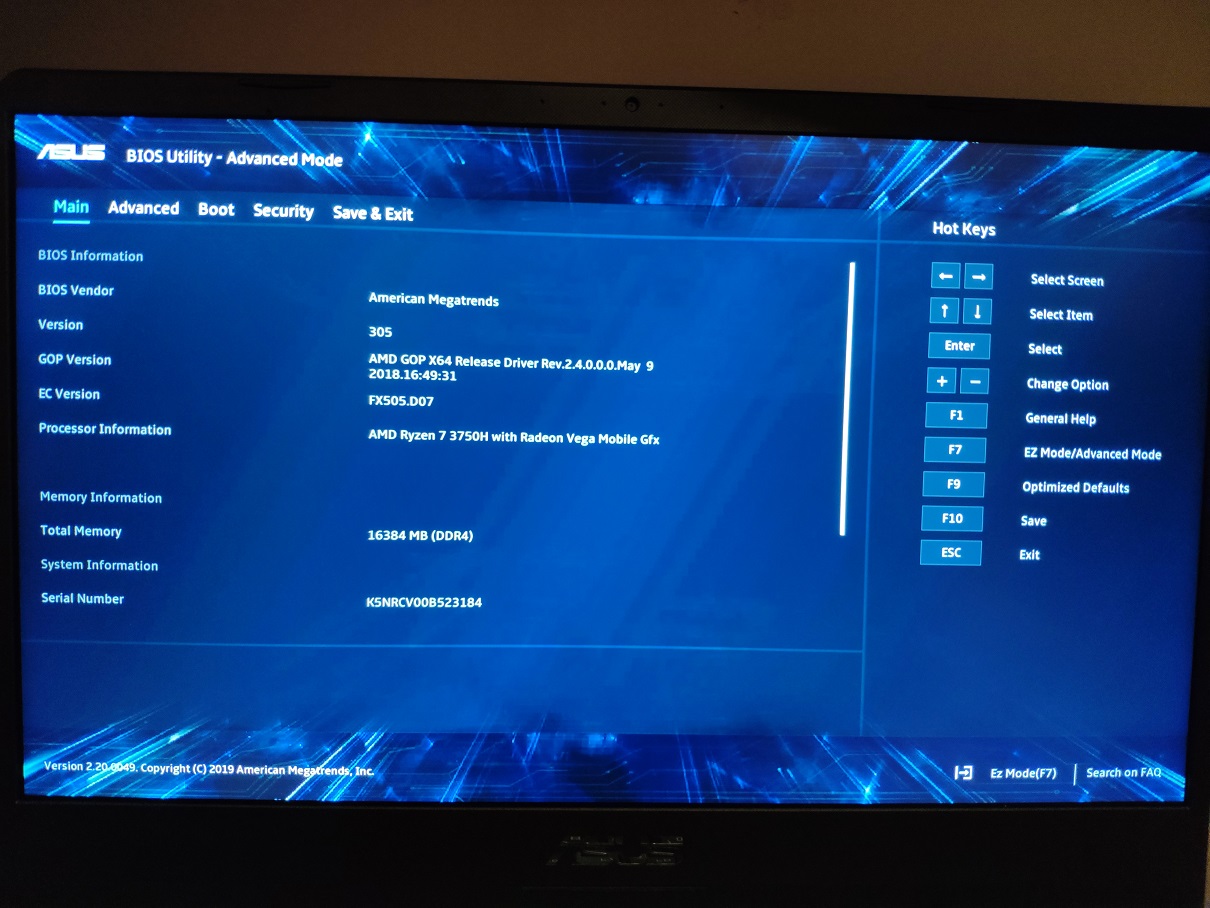 ASUS BIOS Utility - Advanced Mode
Main Advanced Boot Security Save & Exit
BIOS Information
BIOS Vendor American Megatrends
Version 305
GOP Version AMD GOP X64 Release Driver Rev.2.4.0.0.0.May 9
2018.16:49:31
EC Version FX505.D07
Processor Information AMD Ryzen 7 3750H with Radeon Vega Mobile Gfx
Memory Information
Total Memory 16384 MB (DDR4)
System Information
Serial Number K5NRCV00B523184
Hot Keys
← → Select Screen
↑ ↓ Select Item
Enter Select
+ − Change Option
F1 General Help
F7 EZ Mode/Advanced Mode
F9 Optimized Defaults
F10 Save
ESC Exit
Version 2.20.0049. Copyright (C) 2019 American Megatrends, Inc.
Ez Mode(F7) | Search on FAQ
ASUS